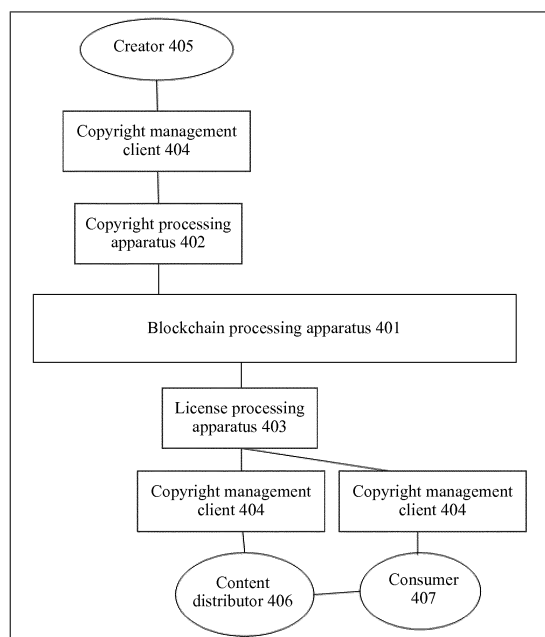 Creator 405
Copyright management
client 404
Copyright processing
apparatus 402
Blockchain processing apparatus 401
License processing
apparatus 403
Copyright management
client 404
Copyright management
client 404
Content
distributor 406
Consumer
407